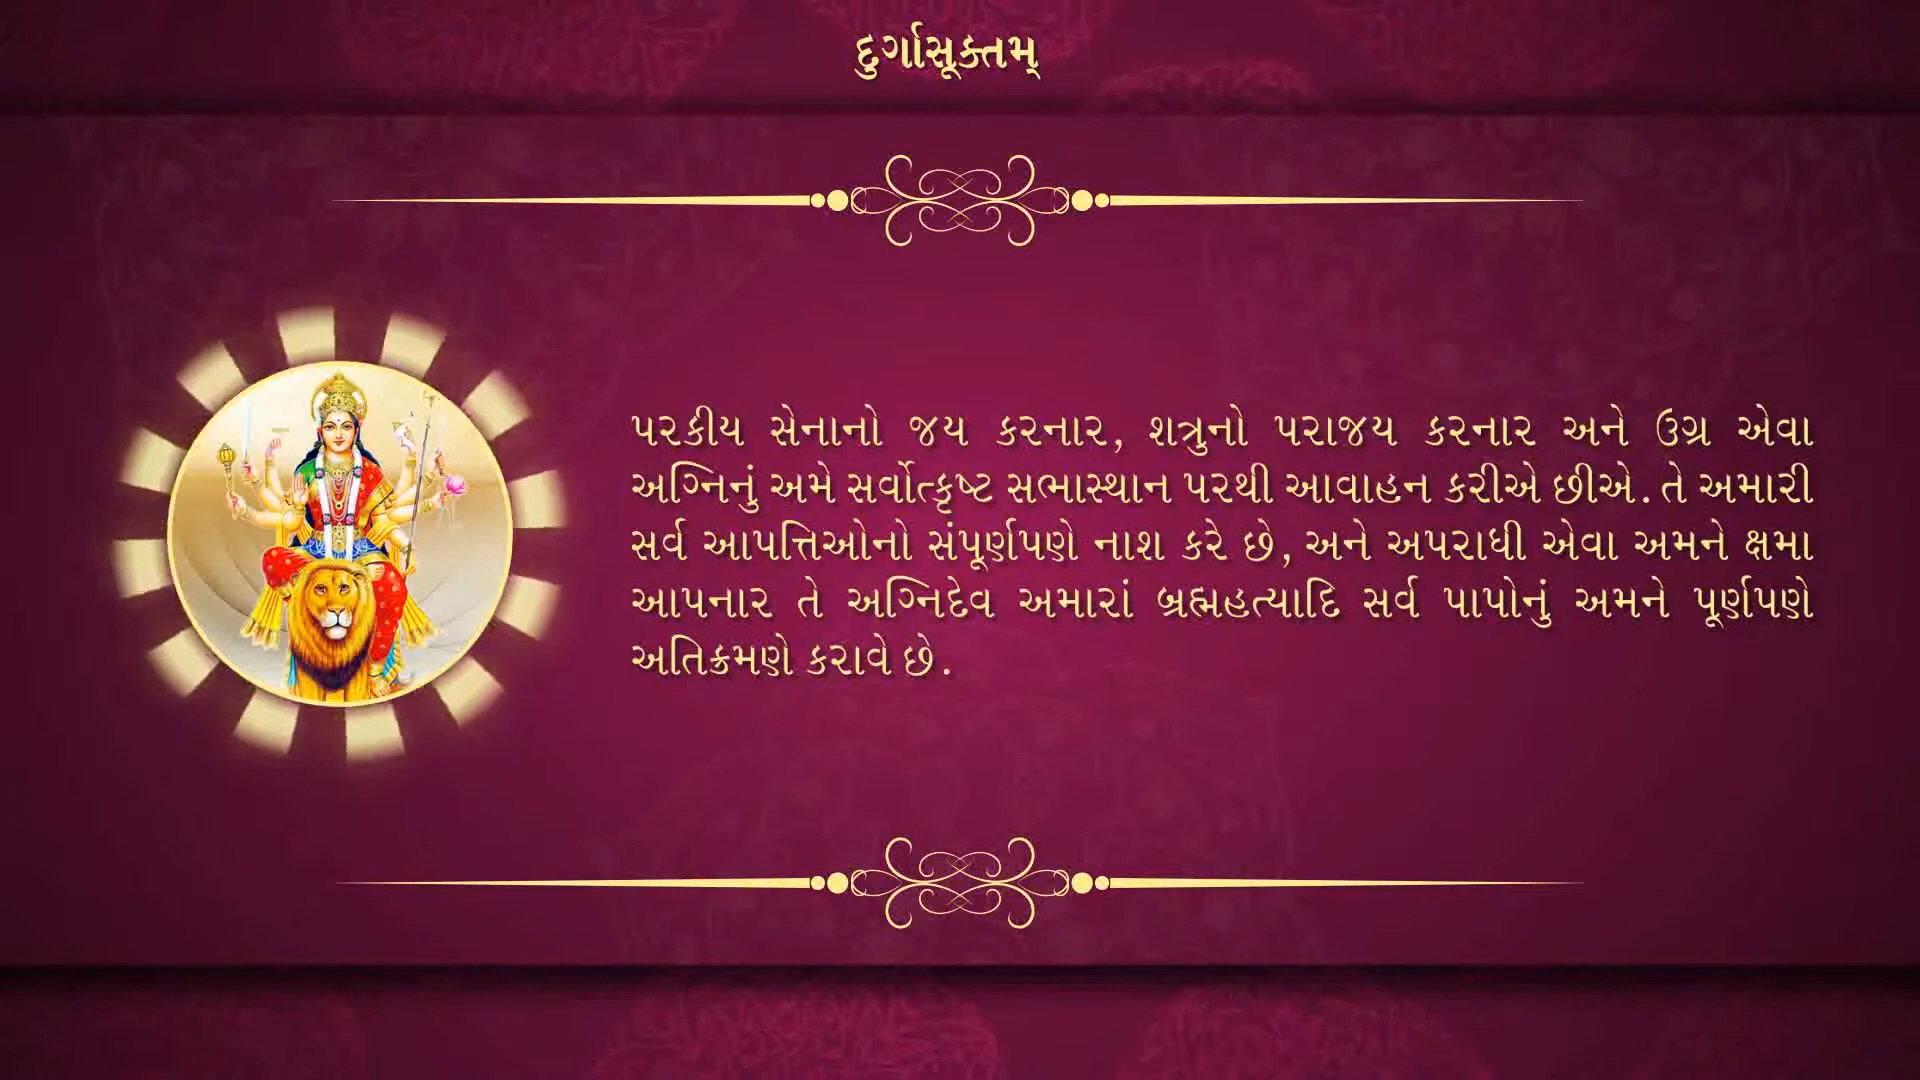 દુર્ગાસૂક્તમ્
પરકીય સેનાનો જય કરનાર, શત્રુનો પરાજય કરનાર અને ઉગ્ર એવા
અગ્નિનું અમે સર્વોત્કૃષ્ટ સભાસ્થાન પરથી આવાહન કરીએ છીએ. તે અમારી
સર્વ આપત્તિઓનો સંપૂર્ણપણે નાશ કરે છે, અને અપરાધી એવા અમને ક્ષમા
આપનાર તે અગ્નિદેવ અમારાં બ્રહ્મહત્યાદિ સર્વ પાપોનું અમને પૂર્ણપણે
અતિક્રમણે કરાવે છે.